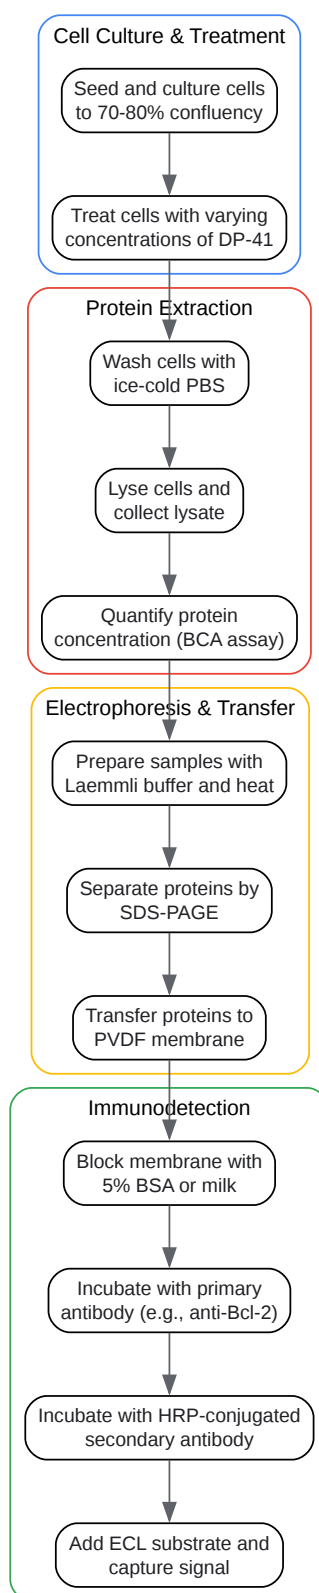 Cell Culture & Treatment
Seed and culture cells
to 70-80% confluency
Treat cells with varying
concentrations of DP-41
Protein Extraction
Wash cells with
ice-cold PBS
Lyse cells and
collect lysate
Quantify protein
concentration (BCA assay)
Electrophoresis & Transfer
Prepare samples with
Laemmli buffer and heat
Separate proteins by
SDS-PAGE
Transfer proteins to
PVDF membrane
Immunodetection
Block membrane with
5% BSA or milk
Incubate with primary
antibody (e.g., anti-Bcl-2)
Incubate with HRP-conjugated
secondary antibody
Add ECL substrate and
capture signal